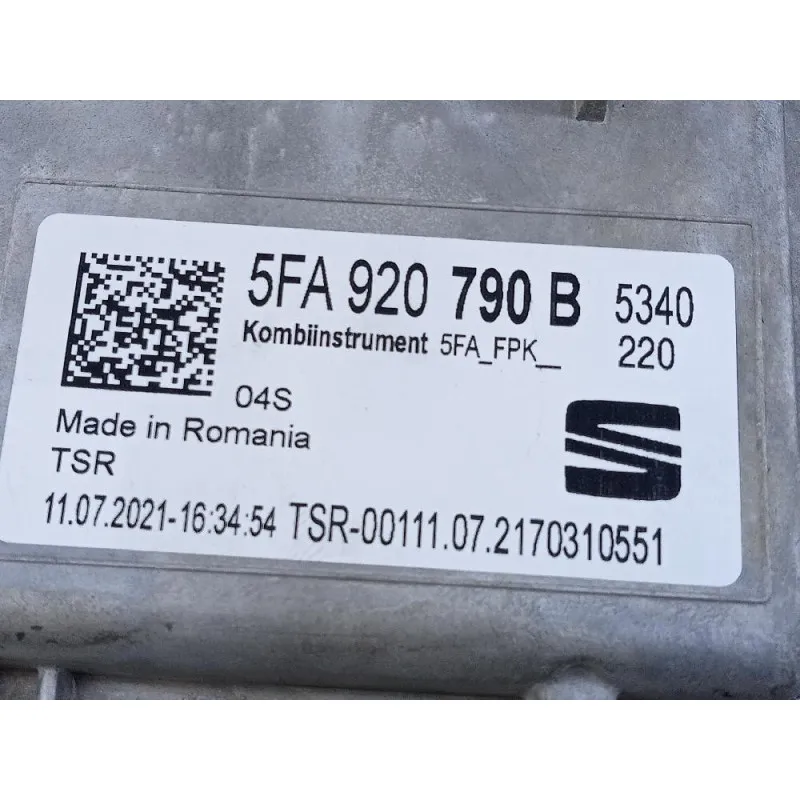 5FA 920 790 B 5340
Kombiinstrument 5FA_FPK__ 220
04S
Made in Romania
TSR
11.07.2021-16:34:54 TSR-00111.07.2170310551